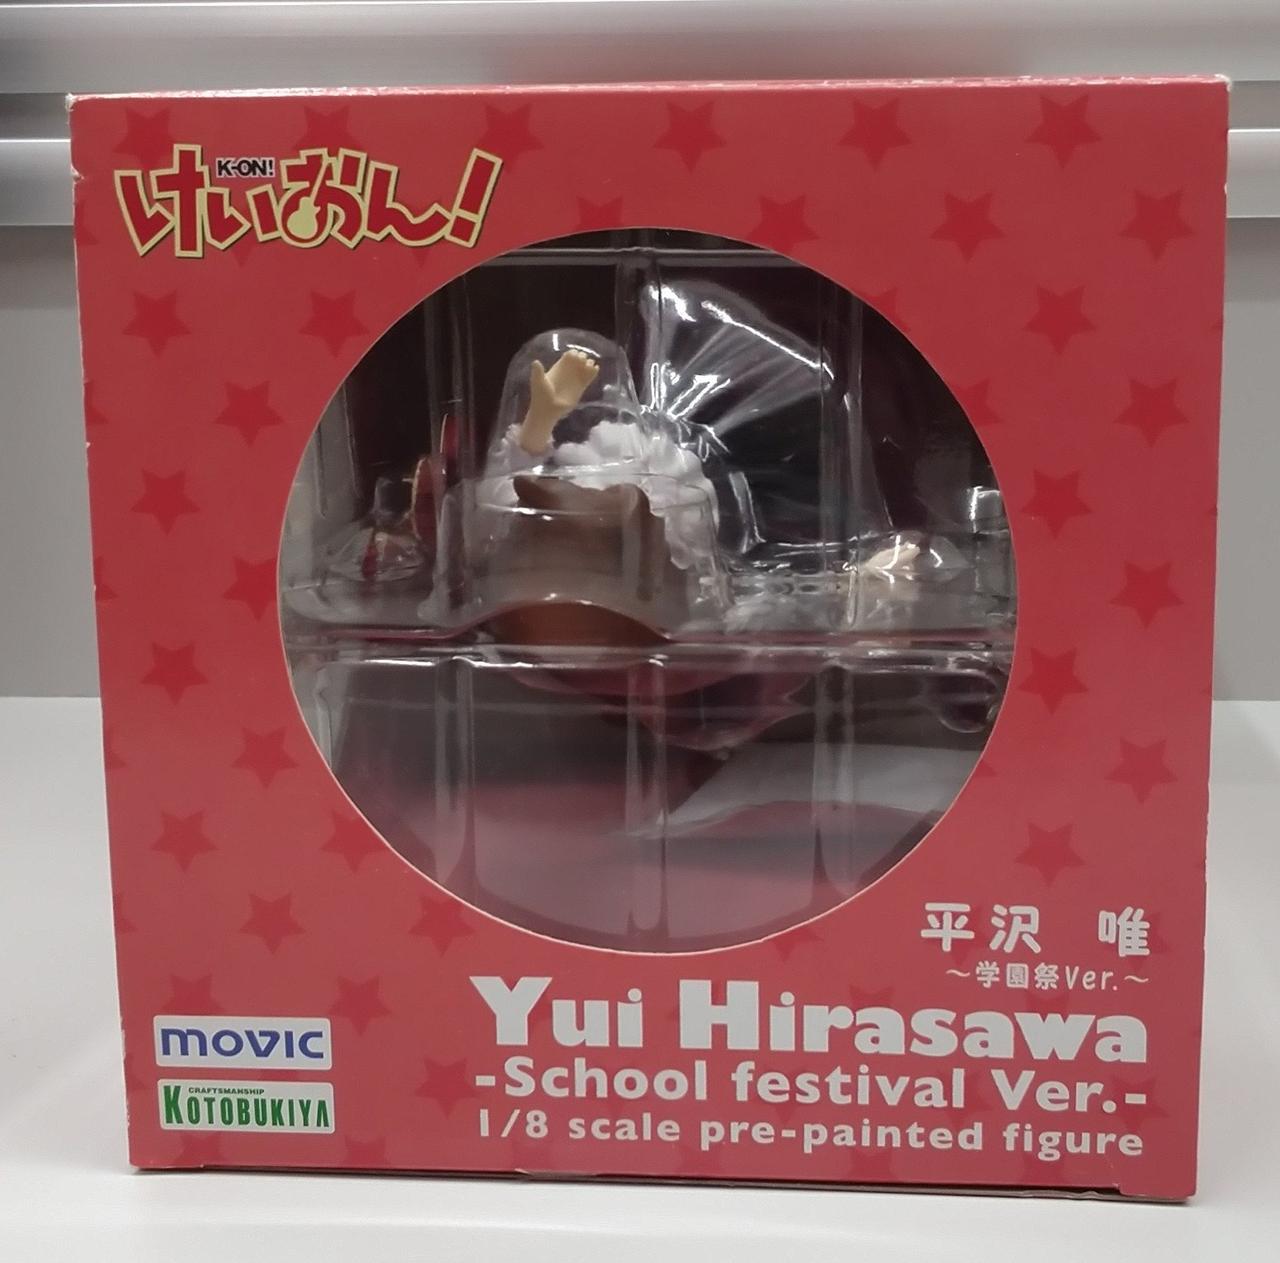 K-ON!
けいおん!
平沢 唯
~学園祭Ver.~
Yui Hirasawa
-School festival Ver.-
1/8 scale pre-painted figure
movic
CRAFTSMANSHIP
KOTOBUKIYA